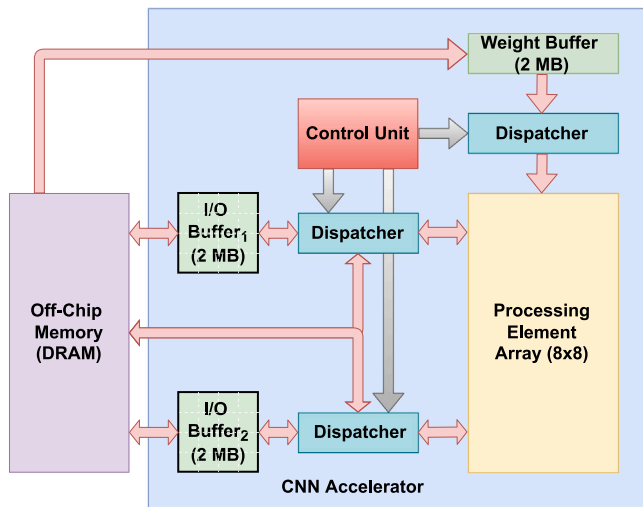 Weight Buffer
(2 MB)
Control Unit
Dispatcher
I/O
Buffer1
(2 MB)
Dispatcher
Off-Chip
Memory
(DRAM)
Processing
Element
Array (8x8)
I/O
Buffer2
(2 MB)
Dispatcher
CNN Accelerator